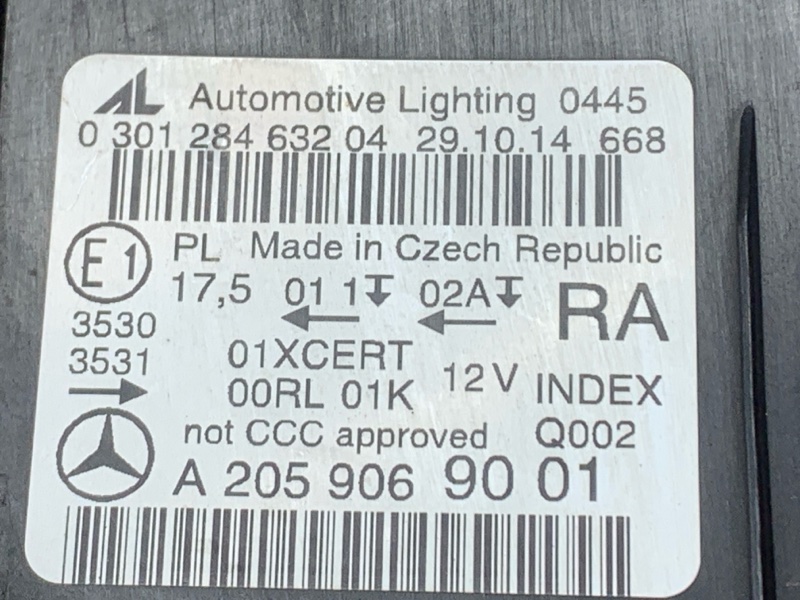 AL Automotive Lighting 0445
0 301 284 632 04 29.10.14 668
E1 PL Made in Czech Republic
17,5 01 1 02A RA
3530
3531 01XCERT
00RL 01K 12V INDEX
not CCC approved Q002
A 205 906 90 01